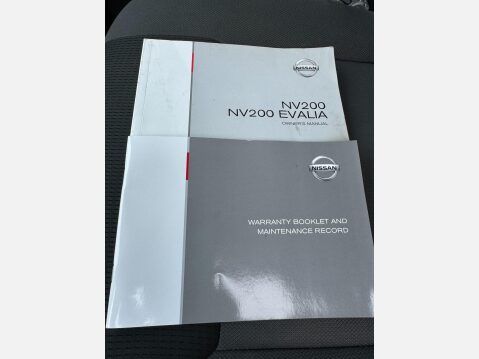 NISSAN
NV200
NV200 EVALIA
OWNER'S MANUAL
NISSAN
WARRANTY BOOKLET AND
MAINTENANCE RECORD